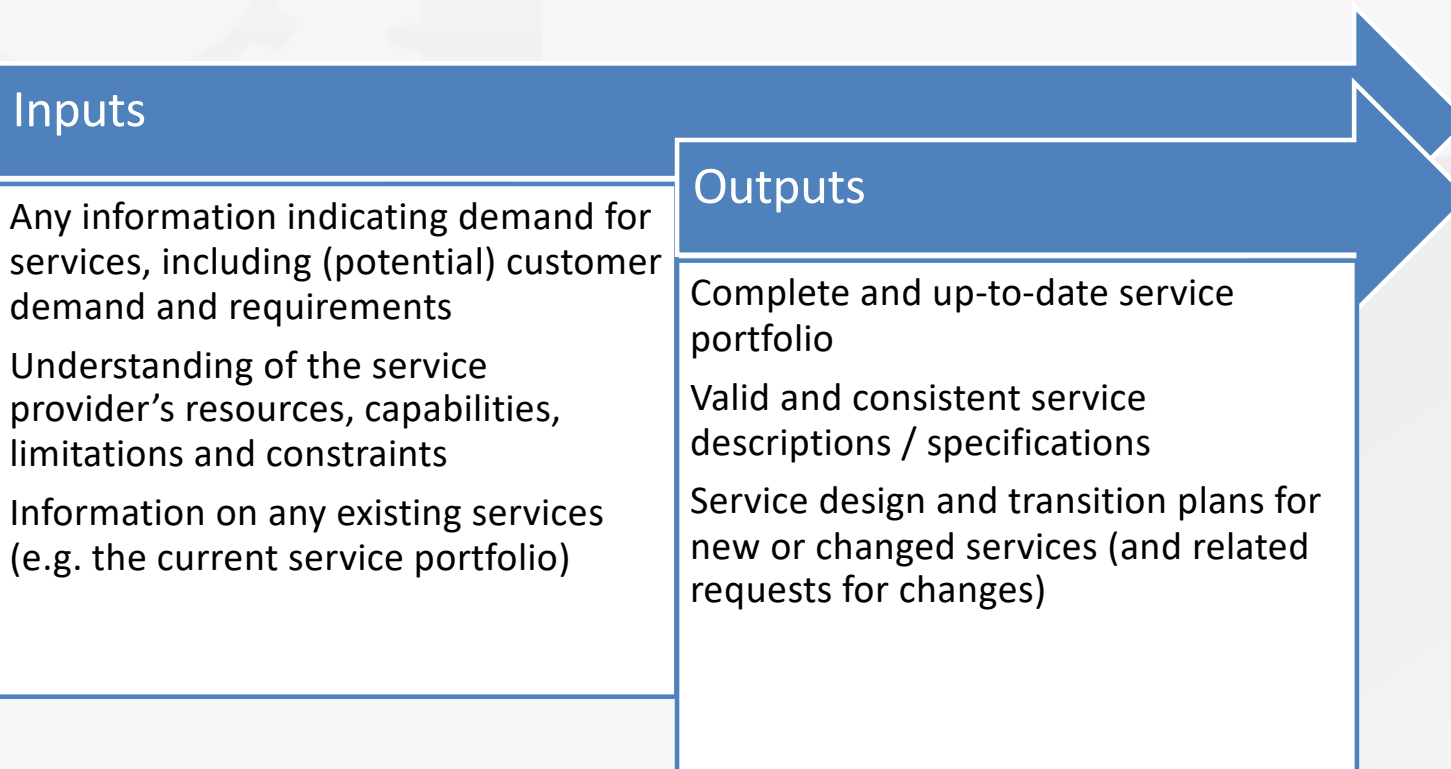 Inputs
Any information indicating demand for
services, including (potential) customer
demand and requirements
Understanding of the service
provider’s resources, capabilities,
limitations and constraints
Information on any existing services
(e.g. the current service portfolio)
Outputs
Complete and up-to-date service
portfolio
Valid and consistent service
descriptions / specifications
Service design and transition plans for
new or changed services (and related
requests for changes)